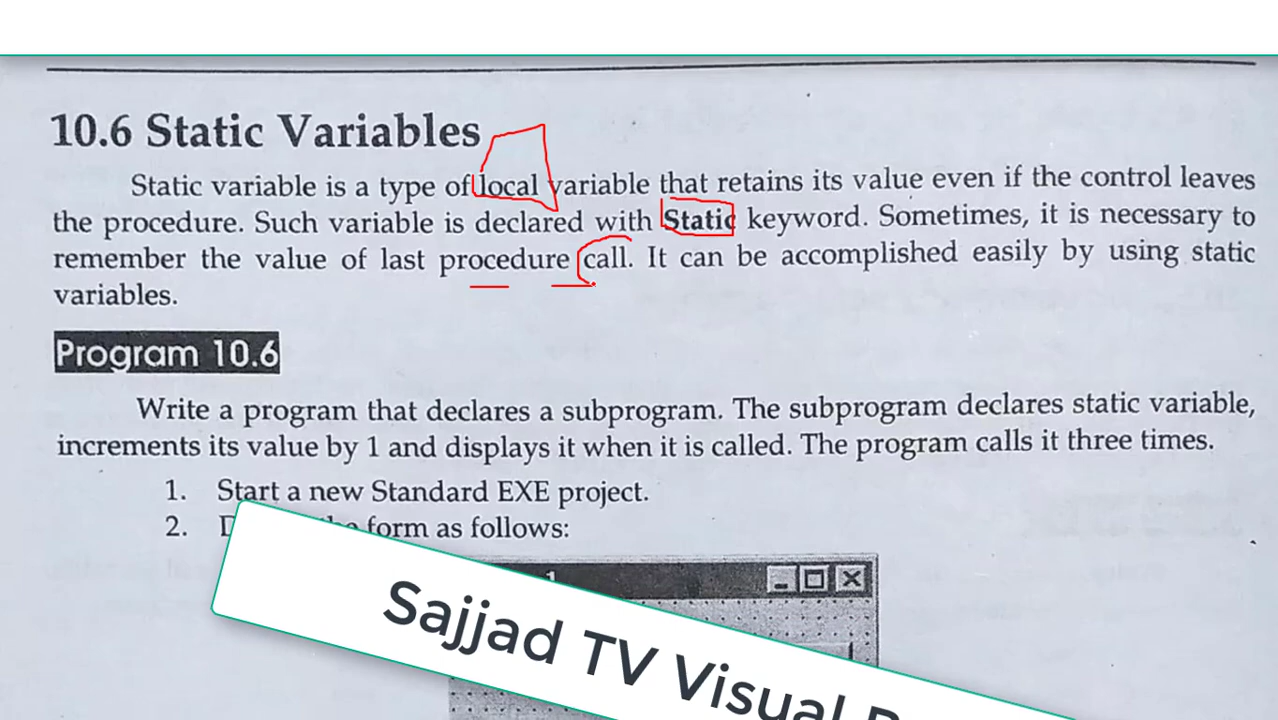 10.6 Static Variables
Static variable is a type of local variable that retains its value even if the control leaves
the procedure. Such variable is declared with Static keyword. Sometimes, it is necessary to
remember the value of last procedure call. It can be accomplished easily by using static
variables.
Program 10.6
Write a program that declares a subprogram. The subprogram declares static variable,
increments its value by 1 and displays it when it is called. The program calls it three times.
1. Start a new Standard EXE project.
2. the form as follows:
Sajjad TV Visual